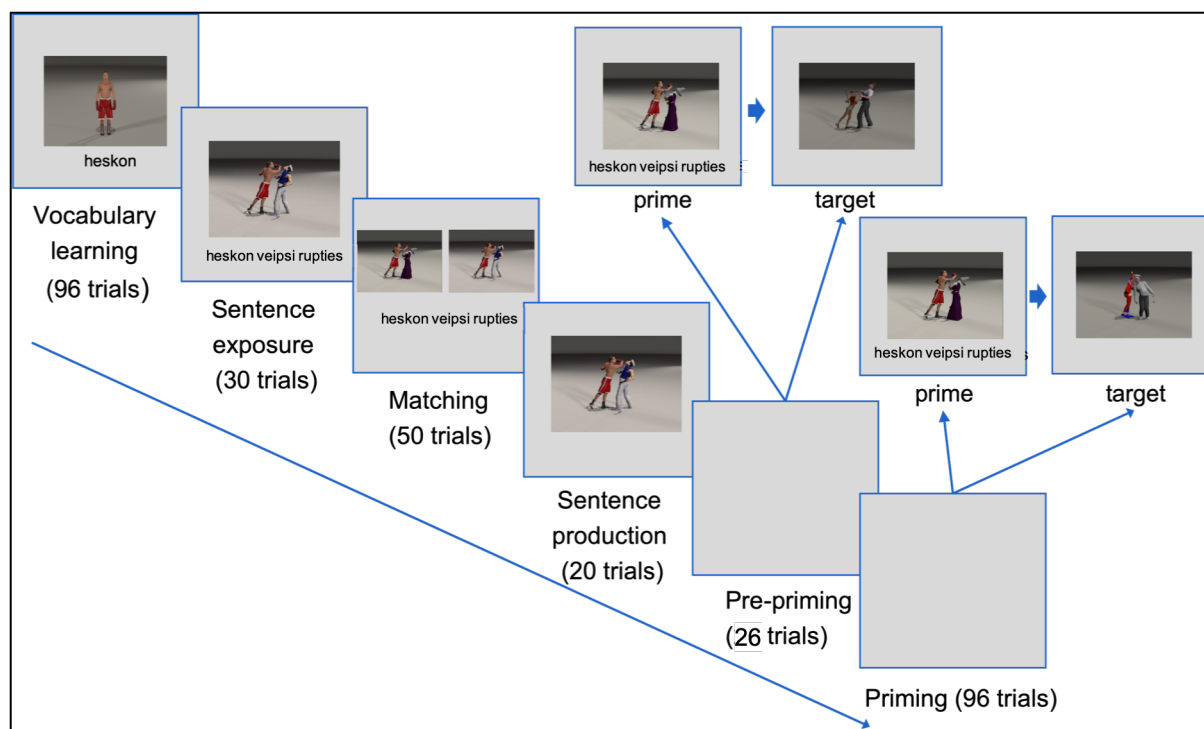 heskon
Vocabulary
learning
(96 trials)
heskon veipsi rupties
Sentence
exposure
(30 trials)
heskon veipsi rupties
Matching
(50 trials)
Sentence
production
(20 trials)
heskon veipsi rupties
prime
target
Pre-priming
(26 trials)
heskon veipsi rupties
prime
target
Priming (96 trials)